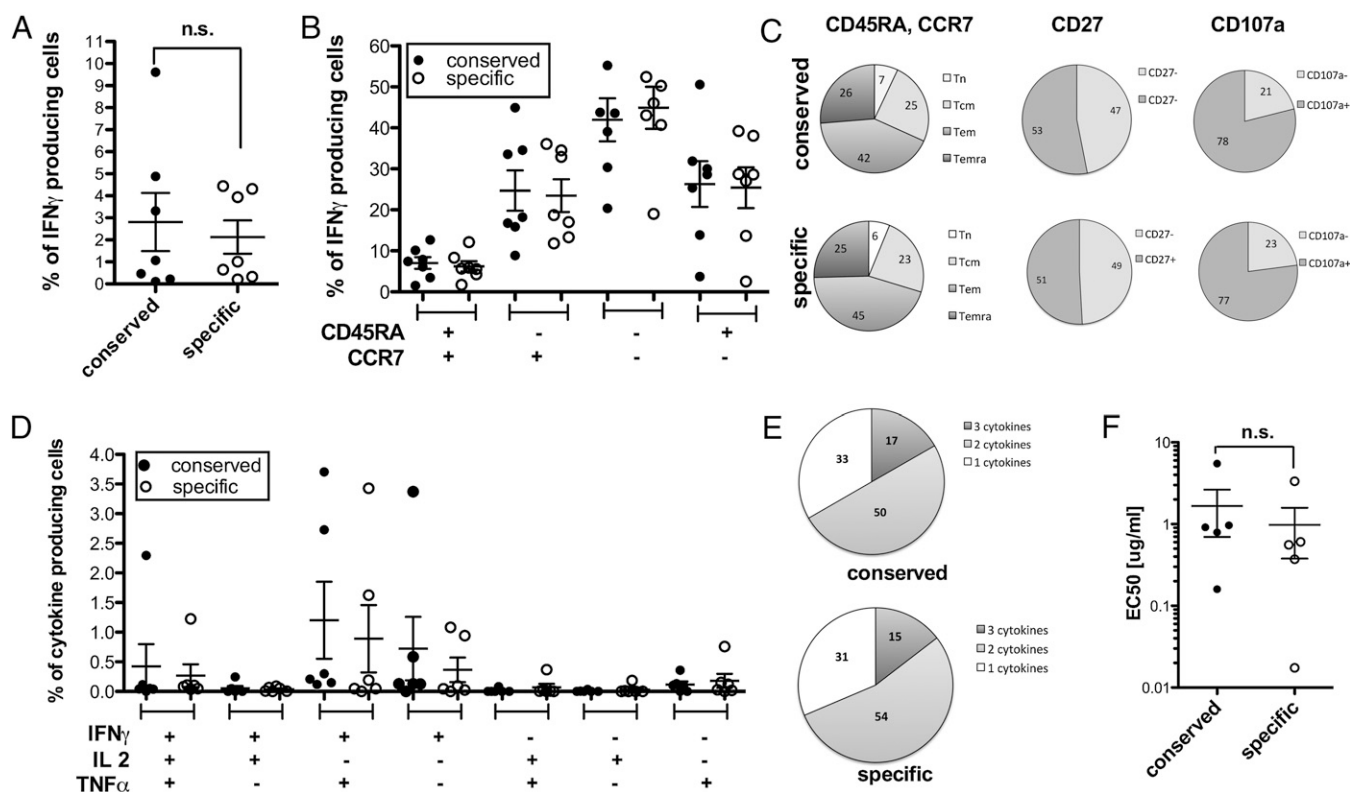 A
n.s.
% of IFNγ producing cells
11
10
9
8
7
6
5
4
3
2
1
0
conserved
specific
B
% of IFNγ producing cells
60
50
40
30
20
10
0
conserved
specific
CD45RA + - - +
CCR7 + + - -
C
CD45RA, CCR7
CD27
CD107a
conserved
7
25
42
26
Tn
Tcm
Tem
Temra
47
53
CD27-
CD27-
21
78
CD107a-
CD107a+
specific
6
23
45
25
Tn
Tcm
Tem
Temra
49
51
CD27-
CD27+
23
77
CD107a-
CD107a+
D
% of cytokine producing cells
4.0
3.5
3.0
2.5
2.0
1.5
1.0
0.5
0.0
conserved
specific
IFNγ + + + + - - -
IL 2 + + - - + + -
TNFα + - + - + - +
E
17
50
33
3 cytokines
2 cytokines
1 cytokines
conserved
15
54
31
3 cytokines
2 cytokines
1 cytokines
specific
F
n.s.
EC50 [ug/ml]
10
1
0.1
0.01
conserved
specific